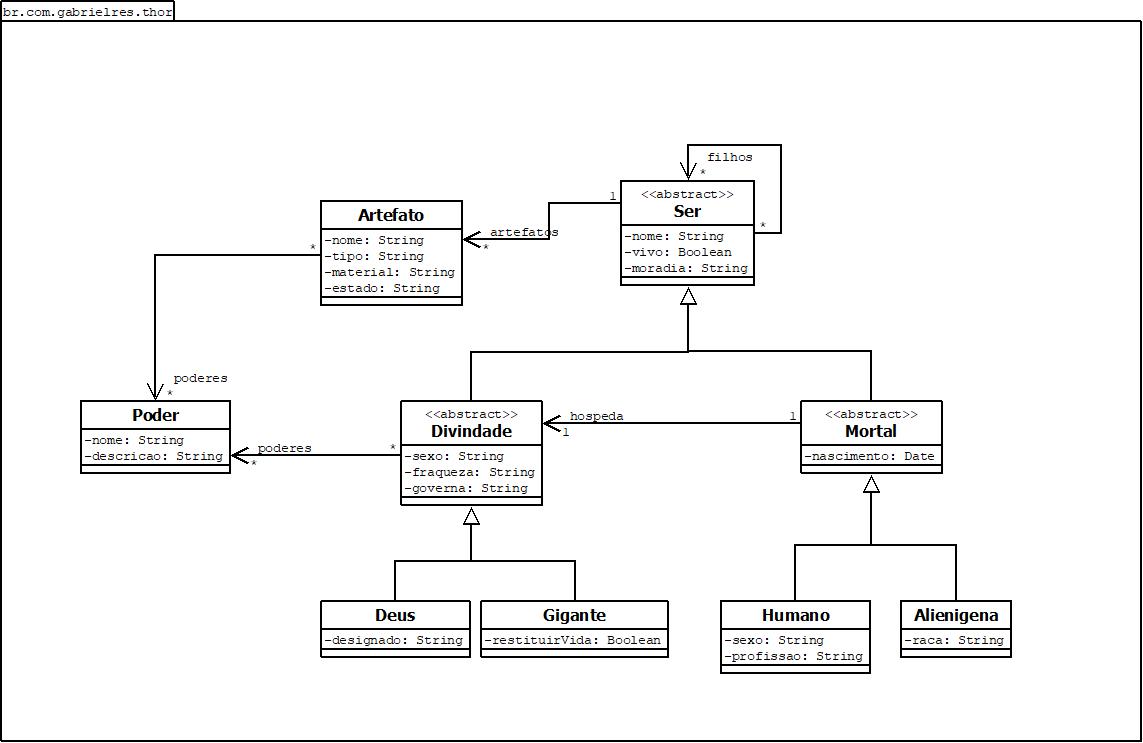 br.com.gabrielres.thor
filhos
*
<<abstract>>
Ser
-nome: String
-vivo: Boolean
-moradia: String
*
1
artefatos
*
Artefato
-nome: String
-tipo: String
-material: String
-estado: String
*
poderes
*
Poder
-nome: String
-descricao: String
poderes
*
*
<<abstract>>
Divindade
-sexo: String
-fraqueza: String
-governa: String
hospeda
1
1
<<abstract>>
Mortal
-nascimento: Date
Deus
-designado: String
Gigante
-restituirVida: Boolean
Humano
-sexo: String
-profissao: String
Alienigena
-raca: String